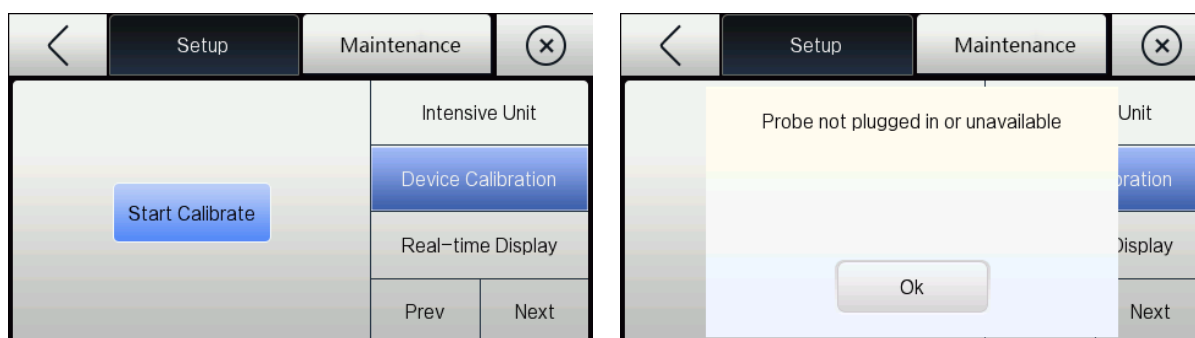 Setup
Maintenance
Intensive Unit
Device Calibration
Start Calibrate
Real-time Display
Prev
Next
Setup
Maintenance
Probe not plugged in or unavailable
Unit
bration
Display
Ok
Next